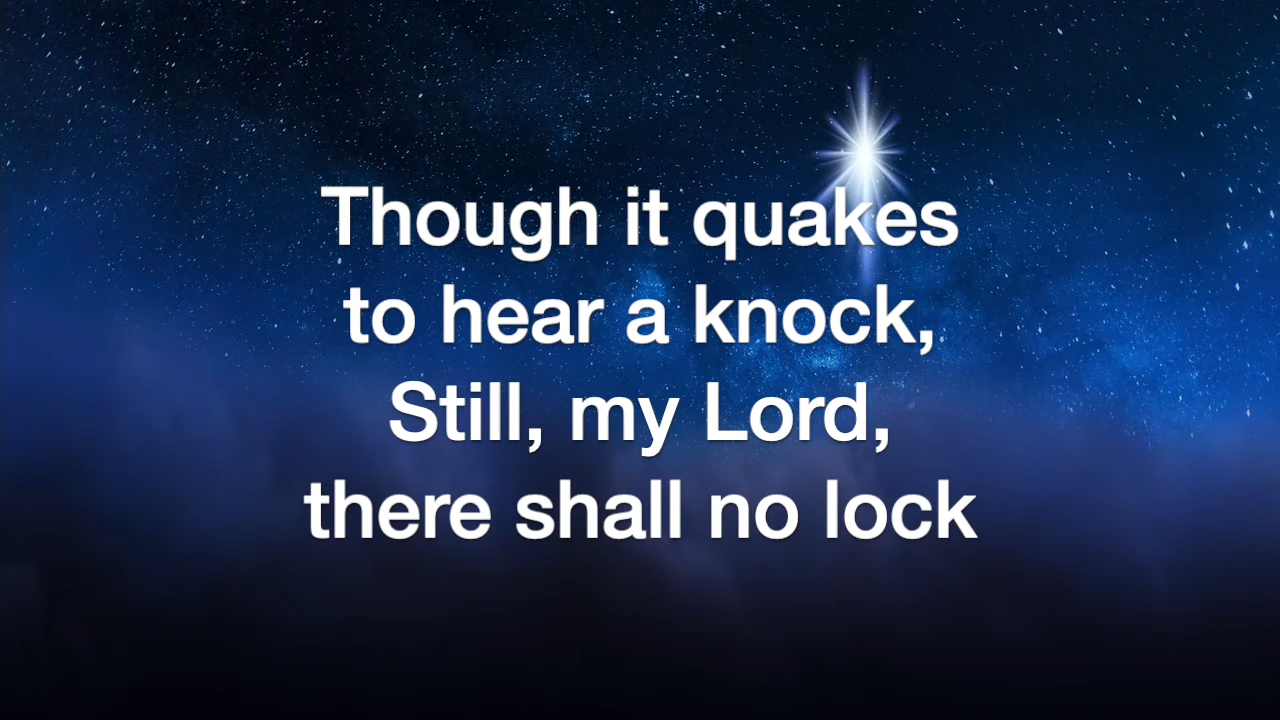 Though it quakes
to hear a knock,
Still, my Lord,
there shall no lock